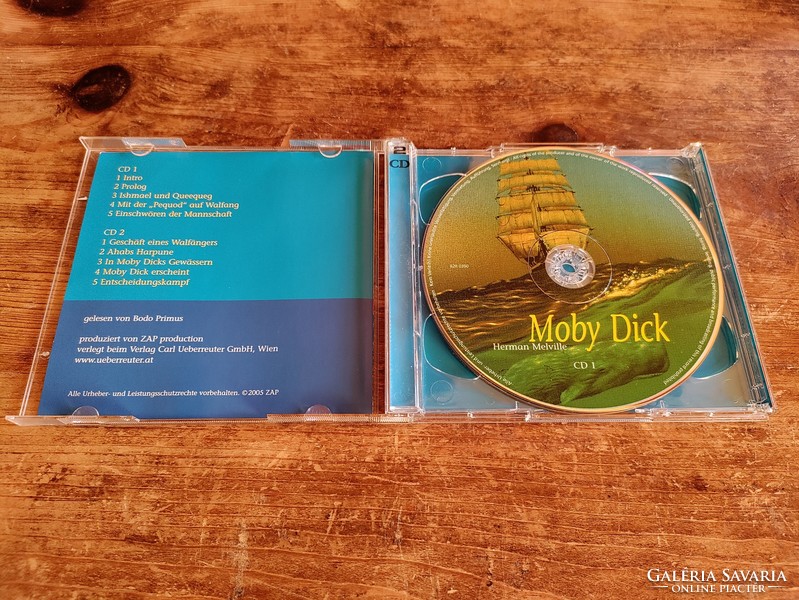 CD 1
1 Intro
2 Prolog
3 Ishmael und Queequeg
4 Mit der „Pequod" auf Walfang
5 Einschwören der Mannschaft
CD 2
1 Geschäft eines Walfängers
2 Ahabs Harpune
3 In Moby Dicks Gewässern
4 Moby Dick erscheint
5 Entscheidungskampf
gelesen von Bodo Primus
produziert von ZAP production
verlegt beim Verlag Carl Ueberreuter GmbH, Wien
www.ueberreuter.at
Alle Urheber- und Leistungsschutzrechte vorbehalten. ©2005 ZAP
2
CD
Moby Dick
Herman Melville
CD 1
GALÉRIA SAVARIA
ONLINE PIACTÉR